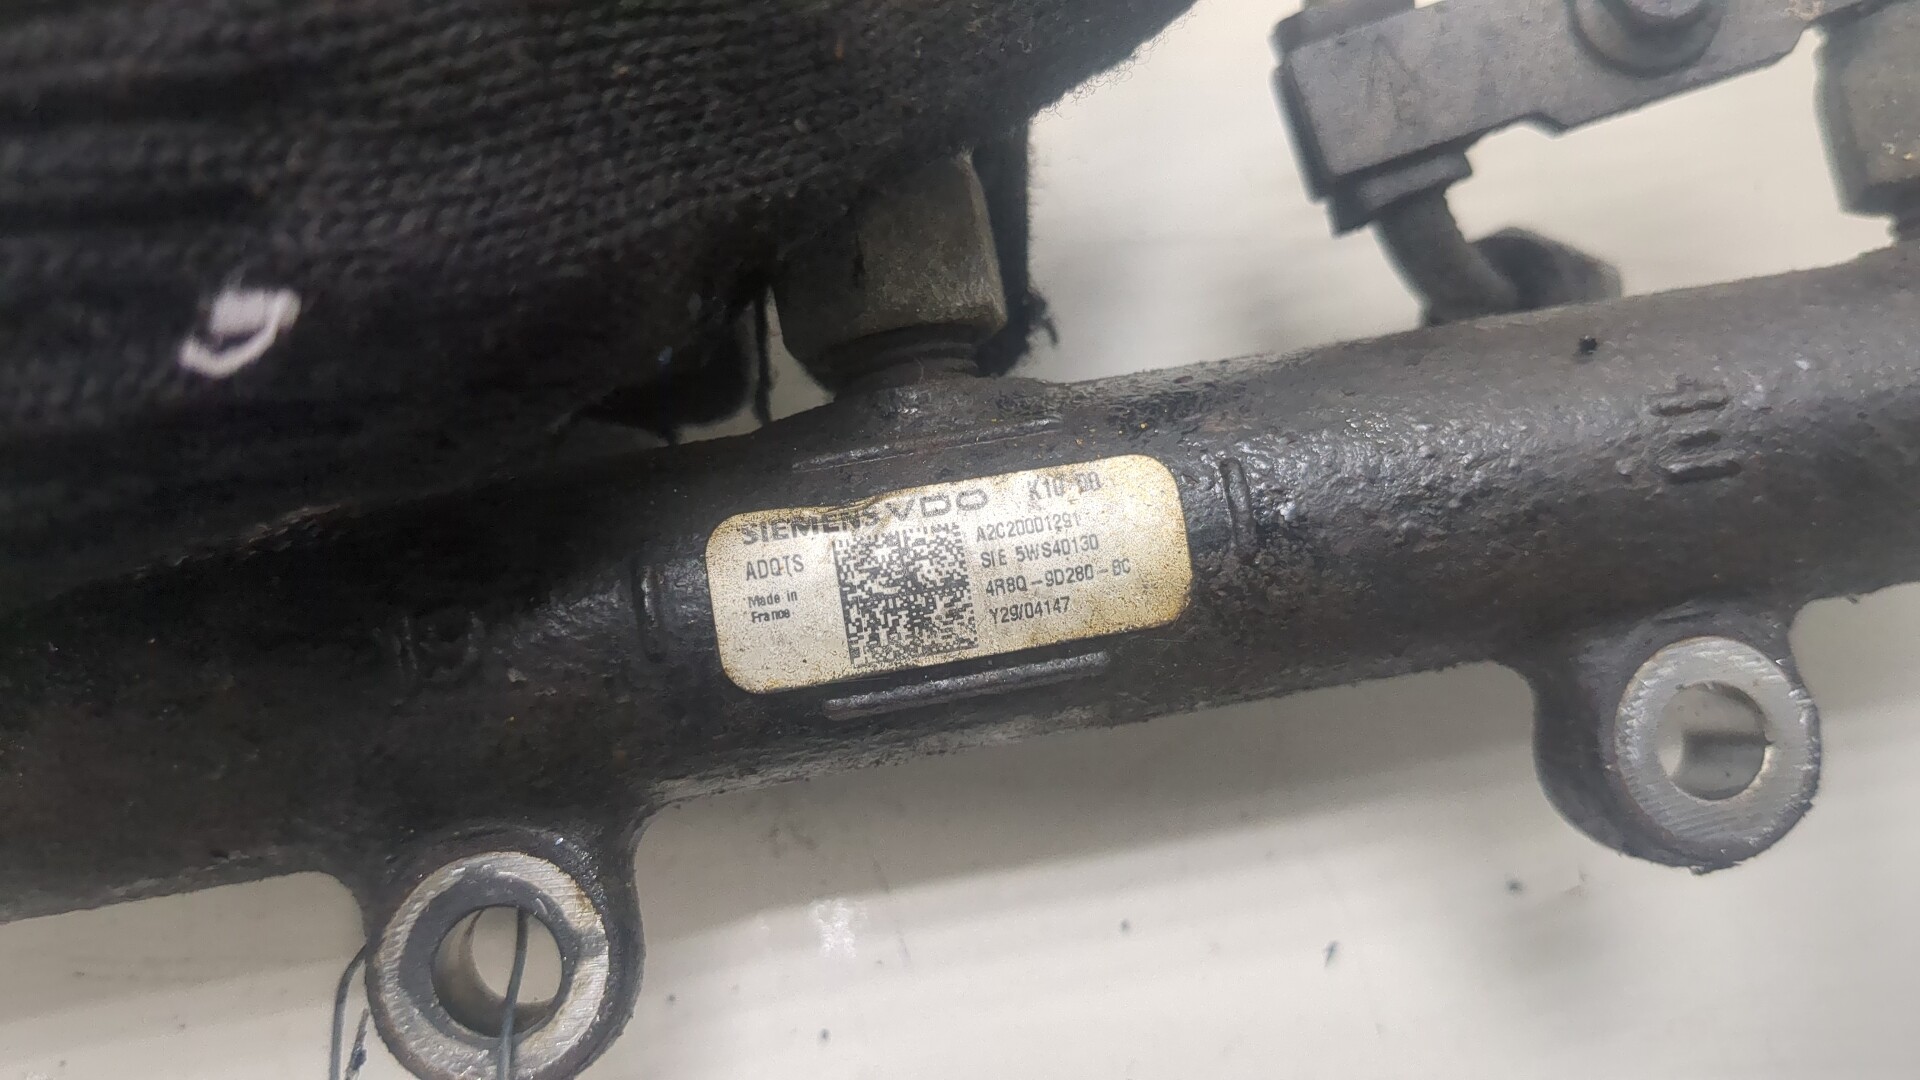 SIEMENS VDO
ADQTS
Made in
France
A2C20001291
SIE 5WS40130
4R8Q-9D280-BC
Y29/04147